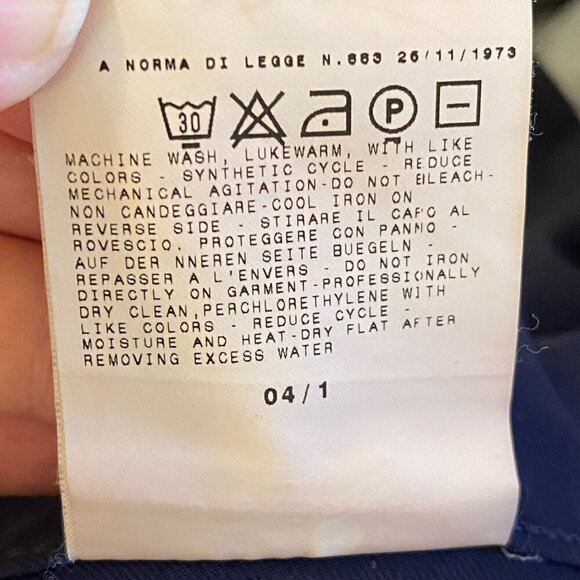 A NORMA DI LEGGE N.883 26/11/1973
30 P
MACHINE WASH, LUKEWARM, WITH LIKE
COLORS - SYNTHETIC CYCLE - REDUCE
MECHANICAL AGITATION-DO NOT BLEACH-
NON CANDEGGIARE-COOL IRON ON
REVERSE SIDE - STIRARE IL CAPO AL
ROVESCIO, PROTEGGERE CON PANNO -
AUF DER NNEREN SEITE BUEGELN -
REPASSER A L'ENVERS - DO NOT IRON
DIRECTLY ON GARMENT-PROFESSIONALLY
DRY CLEAN,PERCHLORETHYLENE WITH
LIKE COLORS - REDUCE CYCLE -
MOISTURE AND HEAT-DRY FLAT AFTER
REMOVING EXCESS WATER
04/1